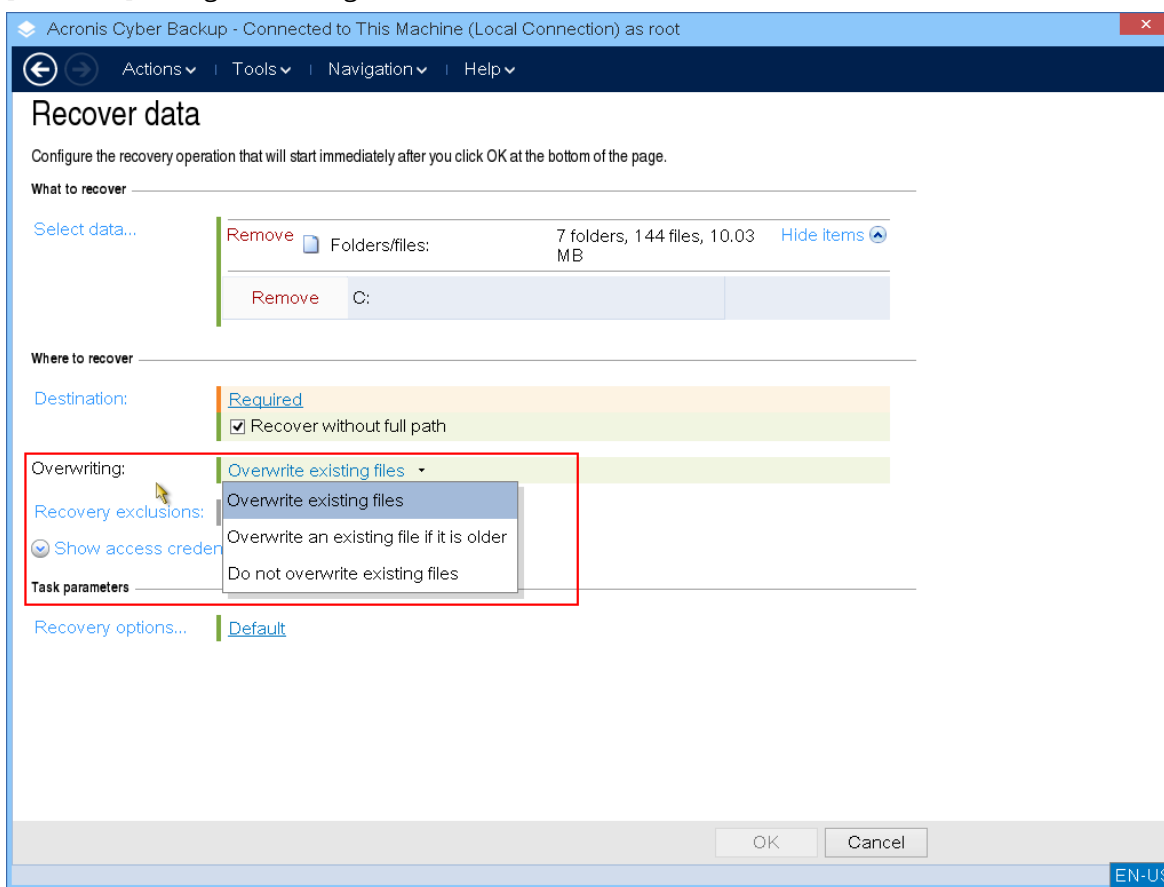 Acronis Cyber Backup - Connected to This Machine (Local Connection) as root
Actions Tools Navigation Help
Recover data
Configure the recovery operation that will start immediately after you click OK at the bottom of the page.
What to recover
Select data...
Remove Folders/files: 7 folders, 144 files, 10.03 MB Hide items
Remove C:
Where to recover
Destination: Required
Recover without full path
Overwriting: Overwrite existing files
Overwrite existing files
Recovery exclusions:
Overwrite an existing file if it is older
Show access creden
Do not overwrite existing files
Task parameters
Recovery options... Default
OK Cancel
EN-US